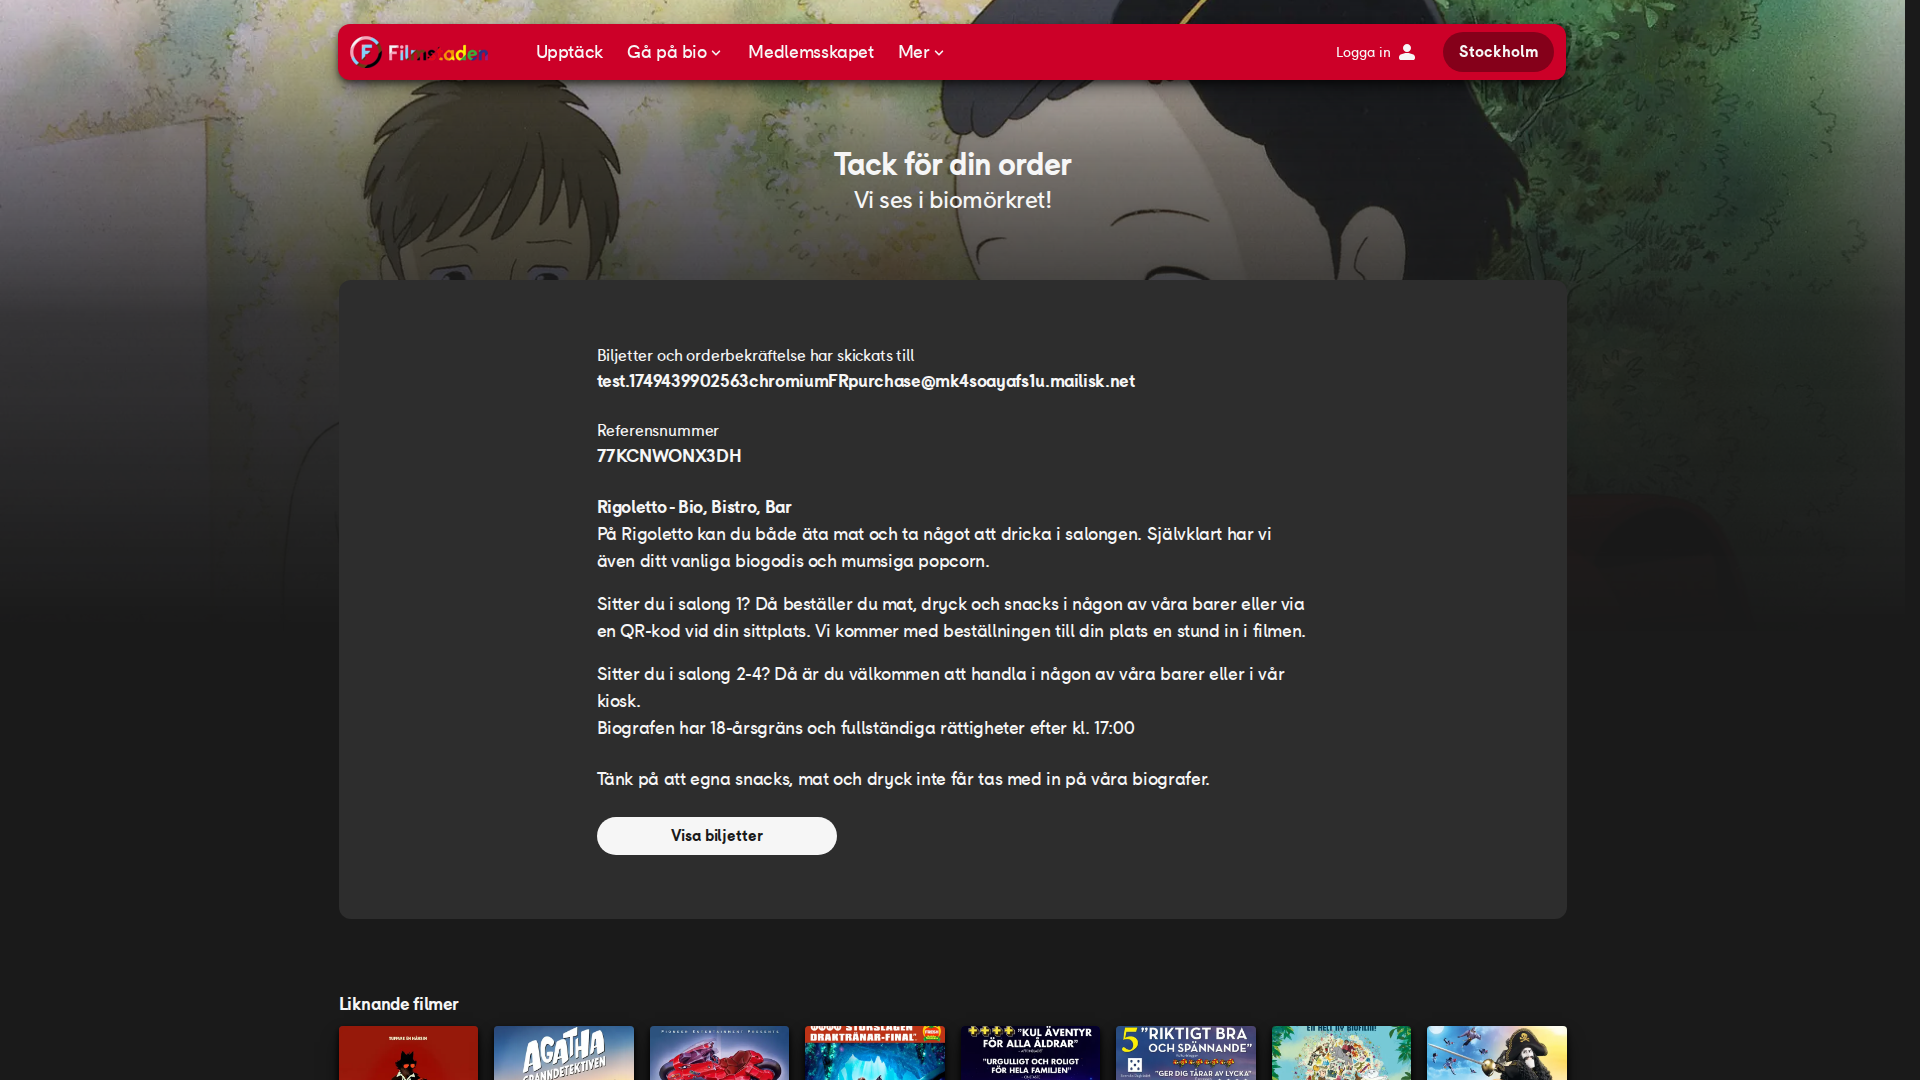 Filmstaden
Upptäck
Gå på bio
Medlemsskapet
Mer
Logga in
Stockholm
Tack för din order
Vi ses i biomörkret!
Biljetter och orderbekräftelse har skickats till
test.1749439902563chromiumFRpurchase@mk4soayafs1u.mailisk.net
Referensnummer
77KCNWONX3DH
Rigoletto - Bio, Bistro, Bar
På Rigoletto kan du både äta mat och ta något att dricka i salongen. Självklart har vi
även ditt vanliga biogodis och mumsiga popcorn.
Sitter du i salong 1? Då beställer du mat, dryck och snacks i någon av våra barer eller via
en QR-kod vid din sittplats. Vi kommer med beställningen till din plats en stund in i filmen.
Sitter du i salong 2-4? Då är du välkommen att handla i någon av våra barer eller i vår
kiosk.
Biografen har 18-årsgräns och fullständiga rättigheter efter kl. 17:00
Tänk på att egna snacks, mat och dryck inte får tas med in på våra biografer.
Visa biljetter
Liknande filmer
AGATHA
GRANNDETEKTIVEN
PIONEER ENTERTAINMENT PRESENTS
STORSLAGEN
DRAKTRÄNAR-FINAL"
"KUL ÄVENTYR
FÖR ALLA ÅLDRAR"
"URGULLIGT OCH ROLIGT
FÖR HELA FAMILJEN"
5 "RIKTIGT BRA
OCH SPÄNNANDE"
"GER DIG TÅRAR AV LYCKA"
EN HELT NY BIOFILM!